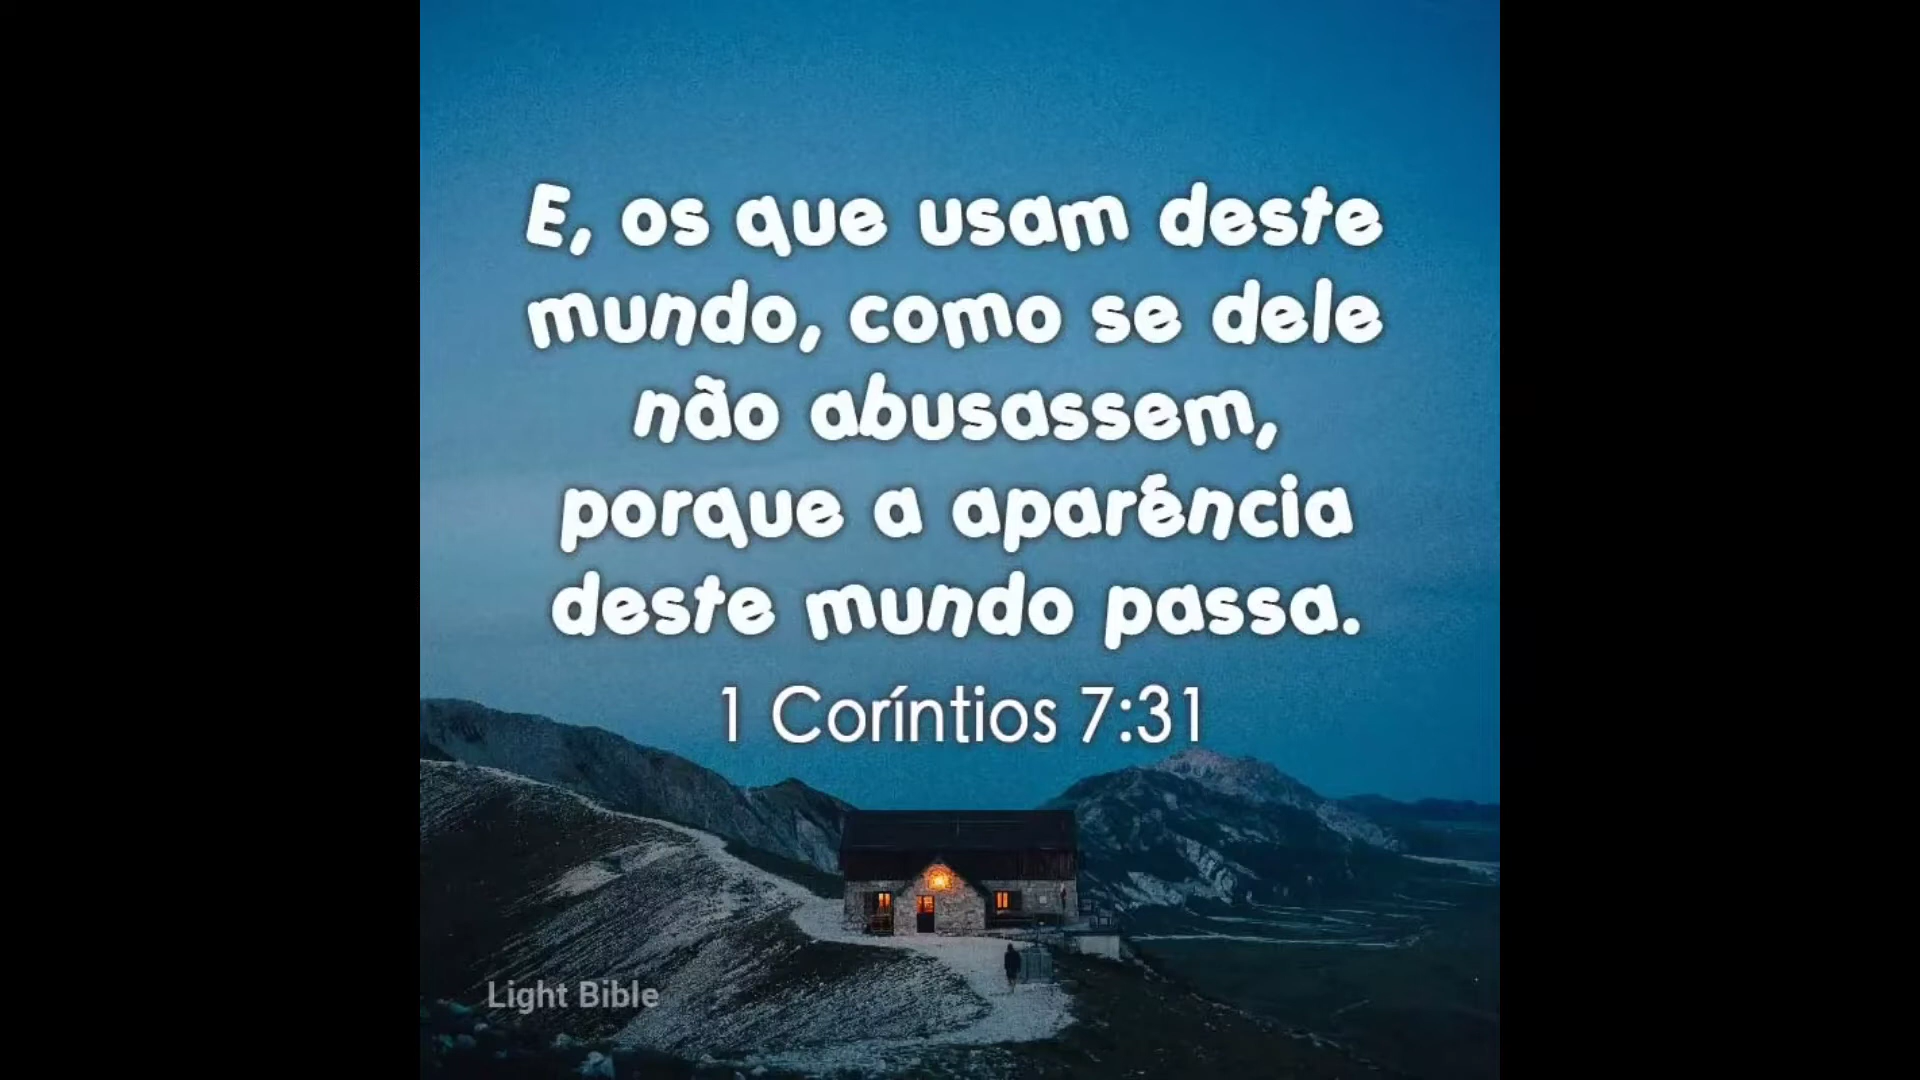 E, os que usam deste
mundo, como se dele
não abusassem,
porque a aparência
deste mundo passa.
1 Coríntios 7:31
Light Bible